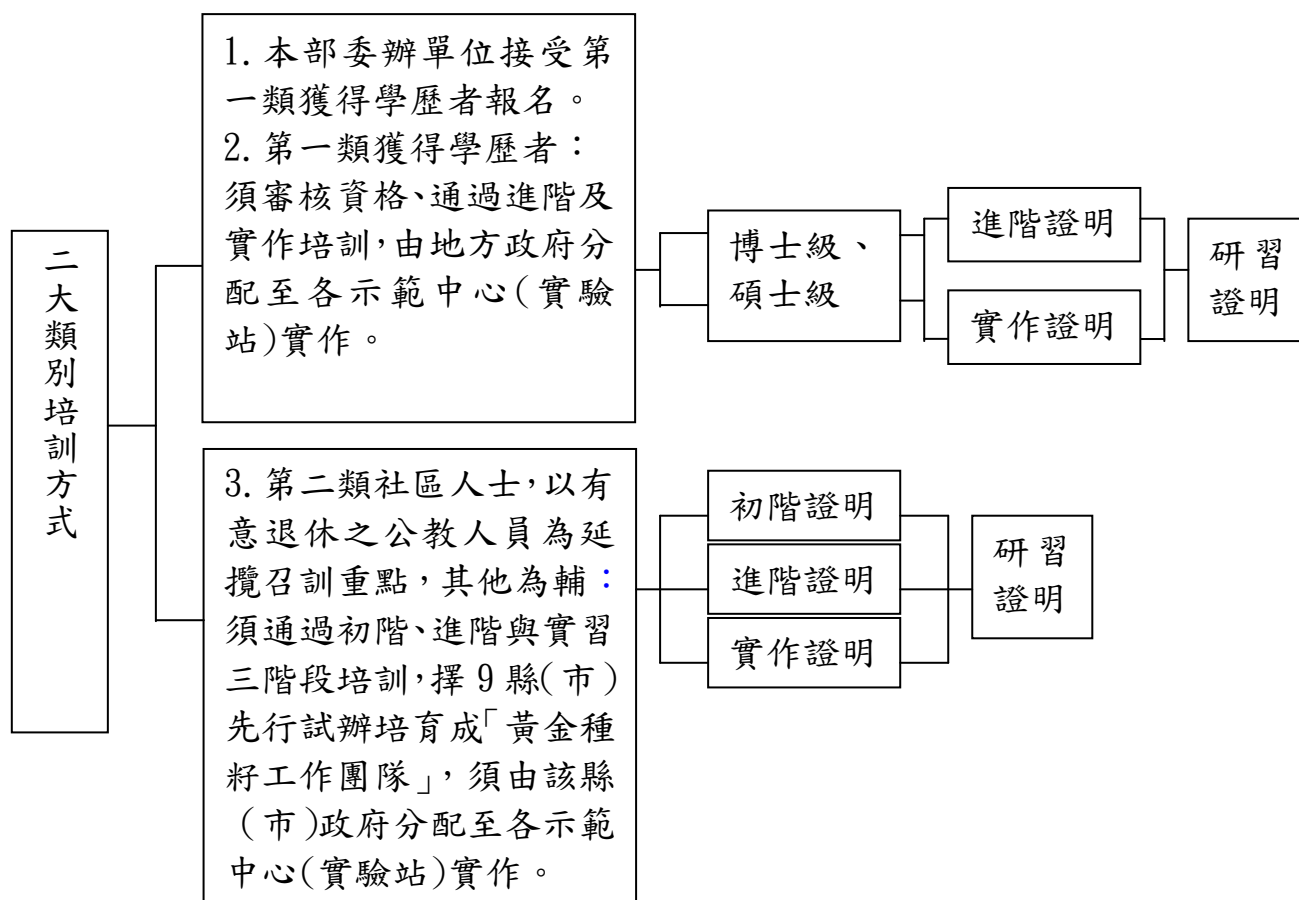 二大類別培訓方式
1. 本部委辦單位接受第
一類獲得學歷者報名。
2. 第一類獲得學歷者：
須審核資格、通過進階及
實作培訓，由地方政府分
配至各示範中心(實驗
站)實作。
博士級、
碩士級
進階證明
實作證明
研習
證明
3. 第二類社區人士，以有
意退休之公教人員為延
攬召訓重點，其他為輔：
須通過初階、進階與實習
三階段培訓，擇 9 縣(市)
先行試辦培育成「黃金種
籽工作團隊」，須由該縣
(市)政府分配至各示範
中心(實驗站)實作。
初階證明
進階證明
實作證明
研習
證明